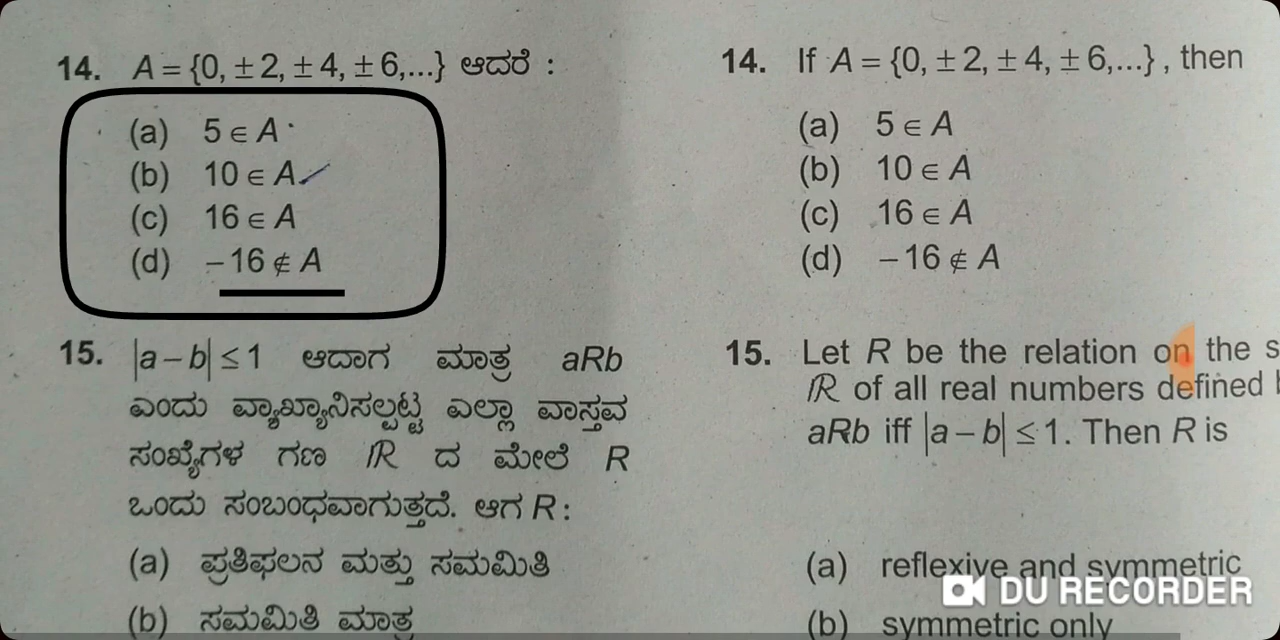 14. A = {0, ± 2, ± 4, ± 6,...} ಆದರೆ :
(a) 5 ∈ A
(b) 10 ∈ A
(c) 16 ∈ A
(d) – 16 ∉ A
15. |a – b| ≤ 1 ಆದಾಗ ಮಾತ್ರ aRb
ಎಂದು ವ್ಯಾಖ್ಯಾನಿಸಲ್ಪಟ್ಟ ಎಲ್ಲಾ ವಾಸ್ತವ
ಸಂಖ್ಯೆಗಳ ಗಣ ℝ ದ ಮೇಲೆ R
ಒಂದು ಸಂಬಂಧವಾಗುತ್ತದೆ. ಆಗ R :
(a) ಪ್ರತಿಫಲನ ಮತ್ತು ಸಮಮಿತಿ
(b) ಸಮಮಿತಿ ಮಾತ್ರ
14. If A = {0, ± 2, ± 4, ± 6,...} , then
(a) 5 ∈ A
(b) 10 ∈ A
(c) 16 ∈ A
(d) – 16 ∉ A
15. Let R be the relation on the s
ℝ of all real numbers defined
aRb iff |a – b| ≤ 1. Then R is
(a) reflexive and symmetric
(b) symmetric only
DU RECORDER